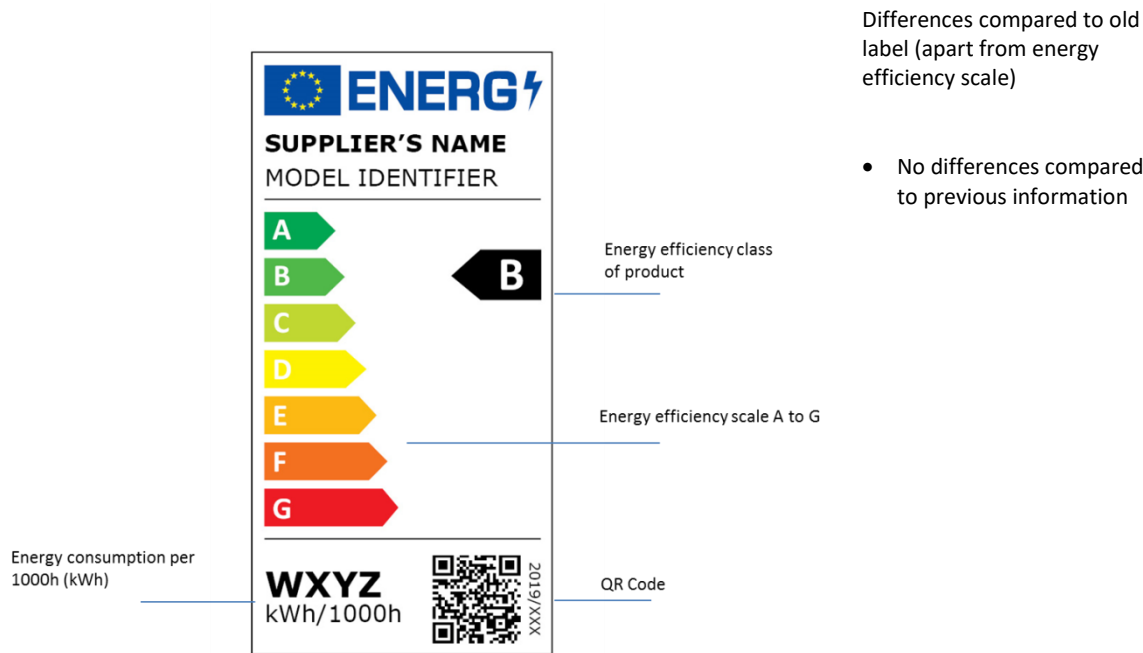 Differences compared to old
label (apart from energy
efficiency scale)
• No differences compared
to previous information
ENERG
SUPPLIER'S NAME
MODEL IDENTIFIER
A
B
B
C
D
E
F
G
Energy efficiency class
of product
Energy efficiency scale A to G
Energy consumption per
1000h (kWh)
WXYZ
kWh/1000h
2019/XXX
QR Code